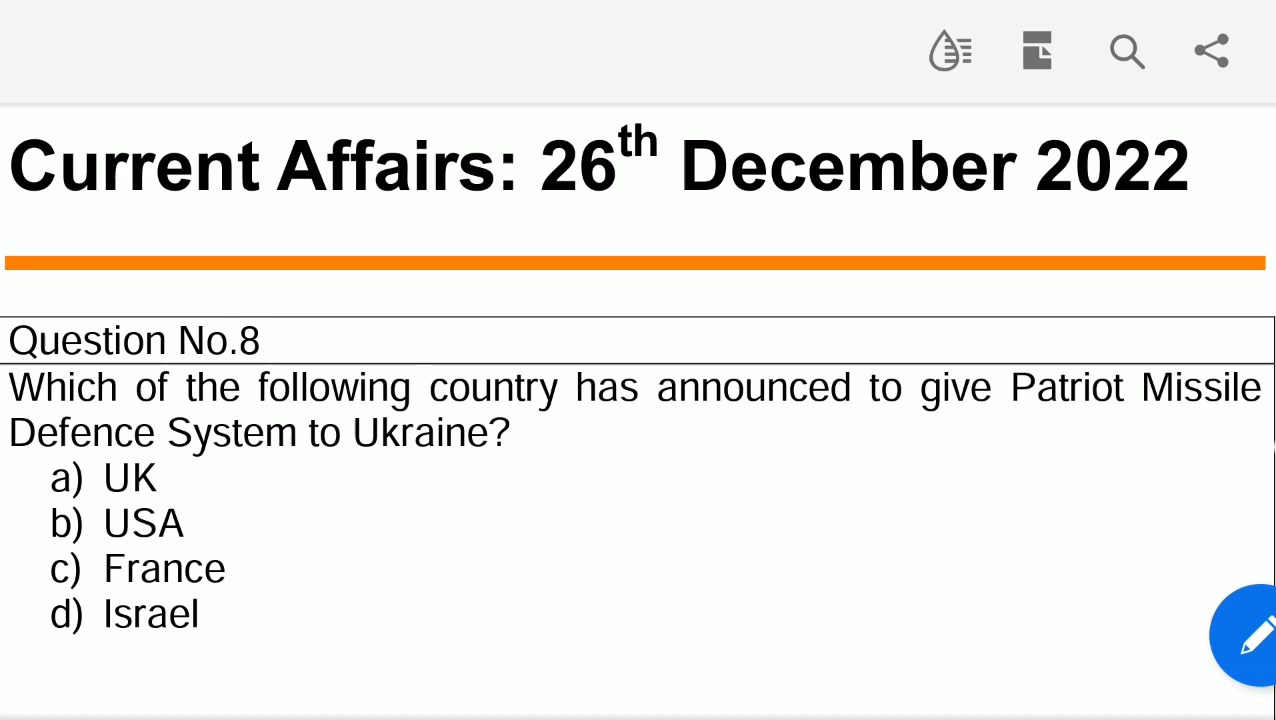 Current Affairs: 26th December 2022
Question No.8
Which of the following country has announced to give Patriot Missile
Defence System to Ukraine?
a) UK
b) USA
c) France
d) Israel